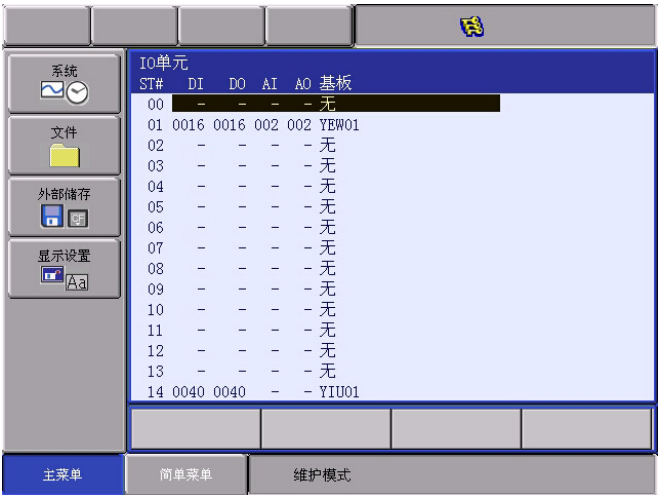 系统
文件
外部储存
CF
显示设置
Aa
IO单元
ST# DI DO AI AO 基板
00 - - - - 无
01 0016 0016 002 002 YEW01
02 - - - - 无
03 - - - - 无
04 - - - - 无
05 - - - - 无
06 - - - - 无
07 - - - - 无
08 - - - - 无
09 - - - - 无
10 - - - - 无
11 - - - - 无
12 - - - - 无
13 - - - - 无
14 0040 0040 - - YIU01
主菜单
简单菜单
维护模式